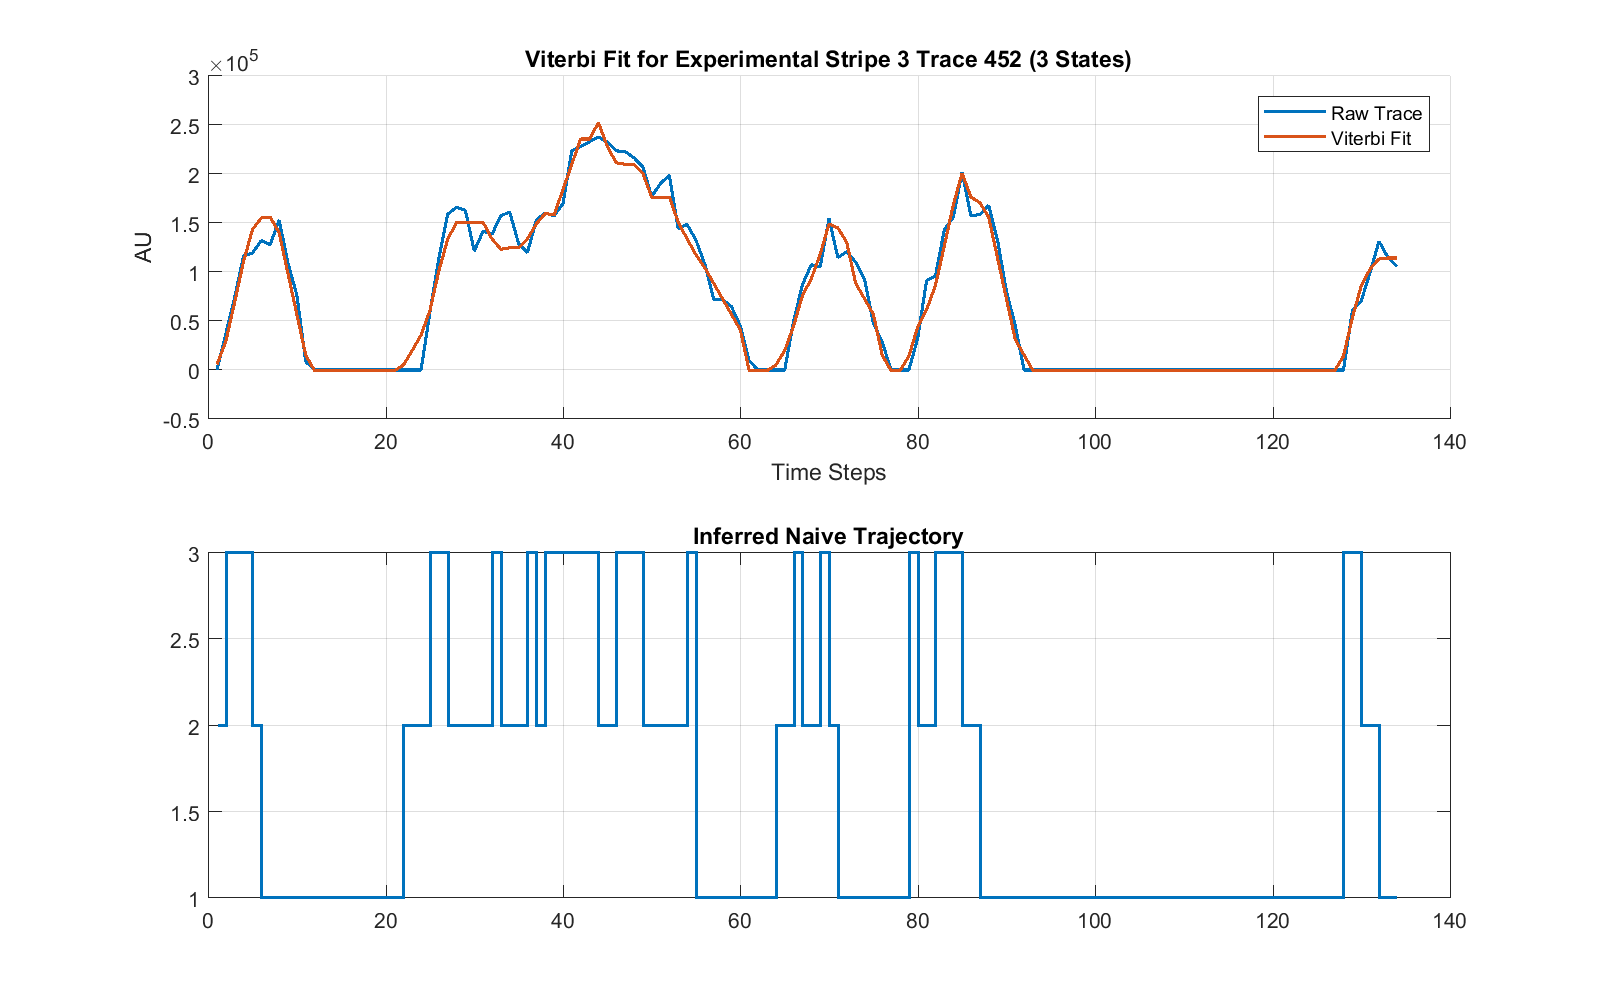 Viterbi Fit for Experimental Stripe 3 Trace 452 (3 States)
×10^5
3
2.5
2
1.5
1
0.5
0
-0.5
AU
Raw Trace
Viterbi Fit
0 20 40 60 80 100 120 140
Time Steps
Inferred Naive Trajectory
3
2.5
2
1.5
1
0 20 40 60 80 100 120 140